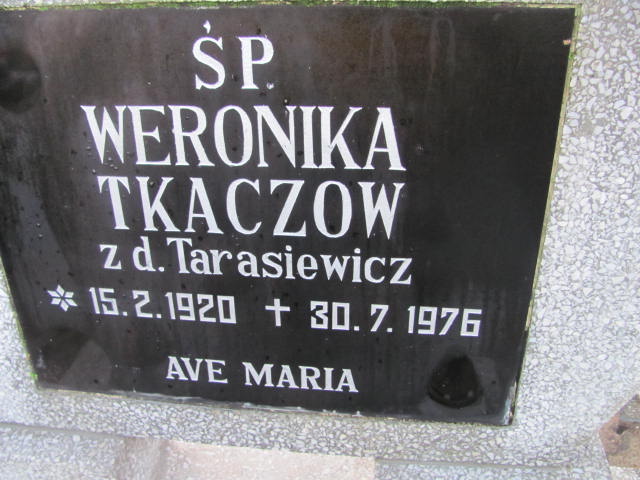 ŚP
WERONIKA
TKACZOW
z d. Tarasiewicz
* 15.2.1920 † 30.7.1976
AVE MARIA